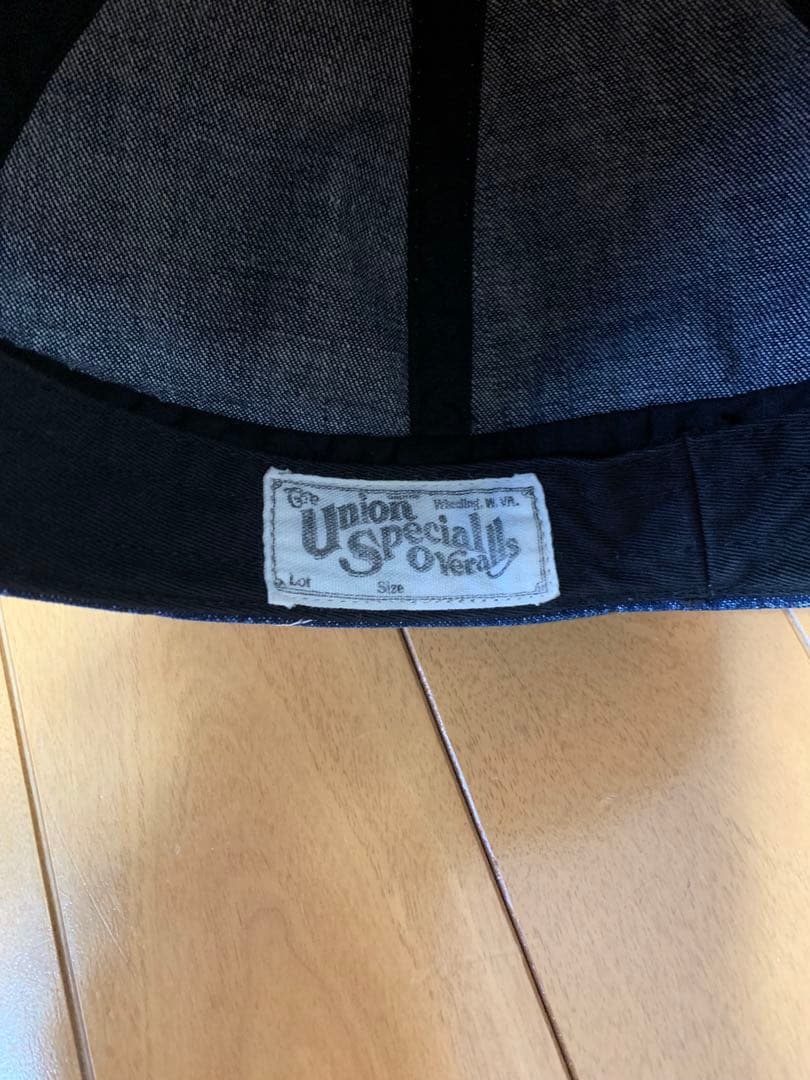 The Union Wheeling, W. VA.
Special
Overalls
Lot Size